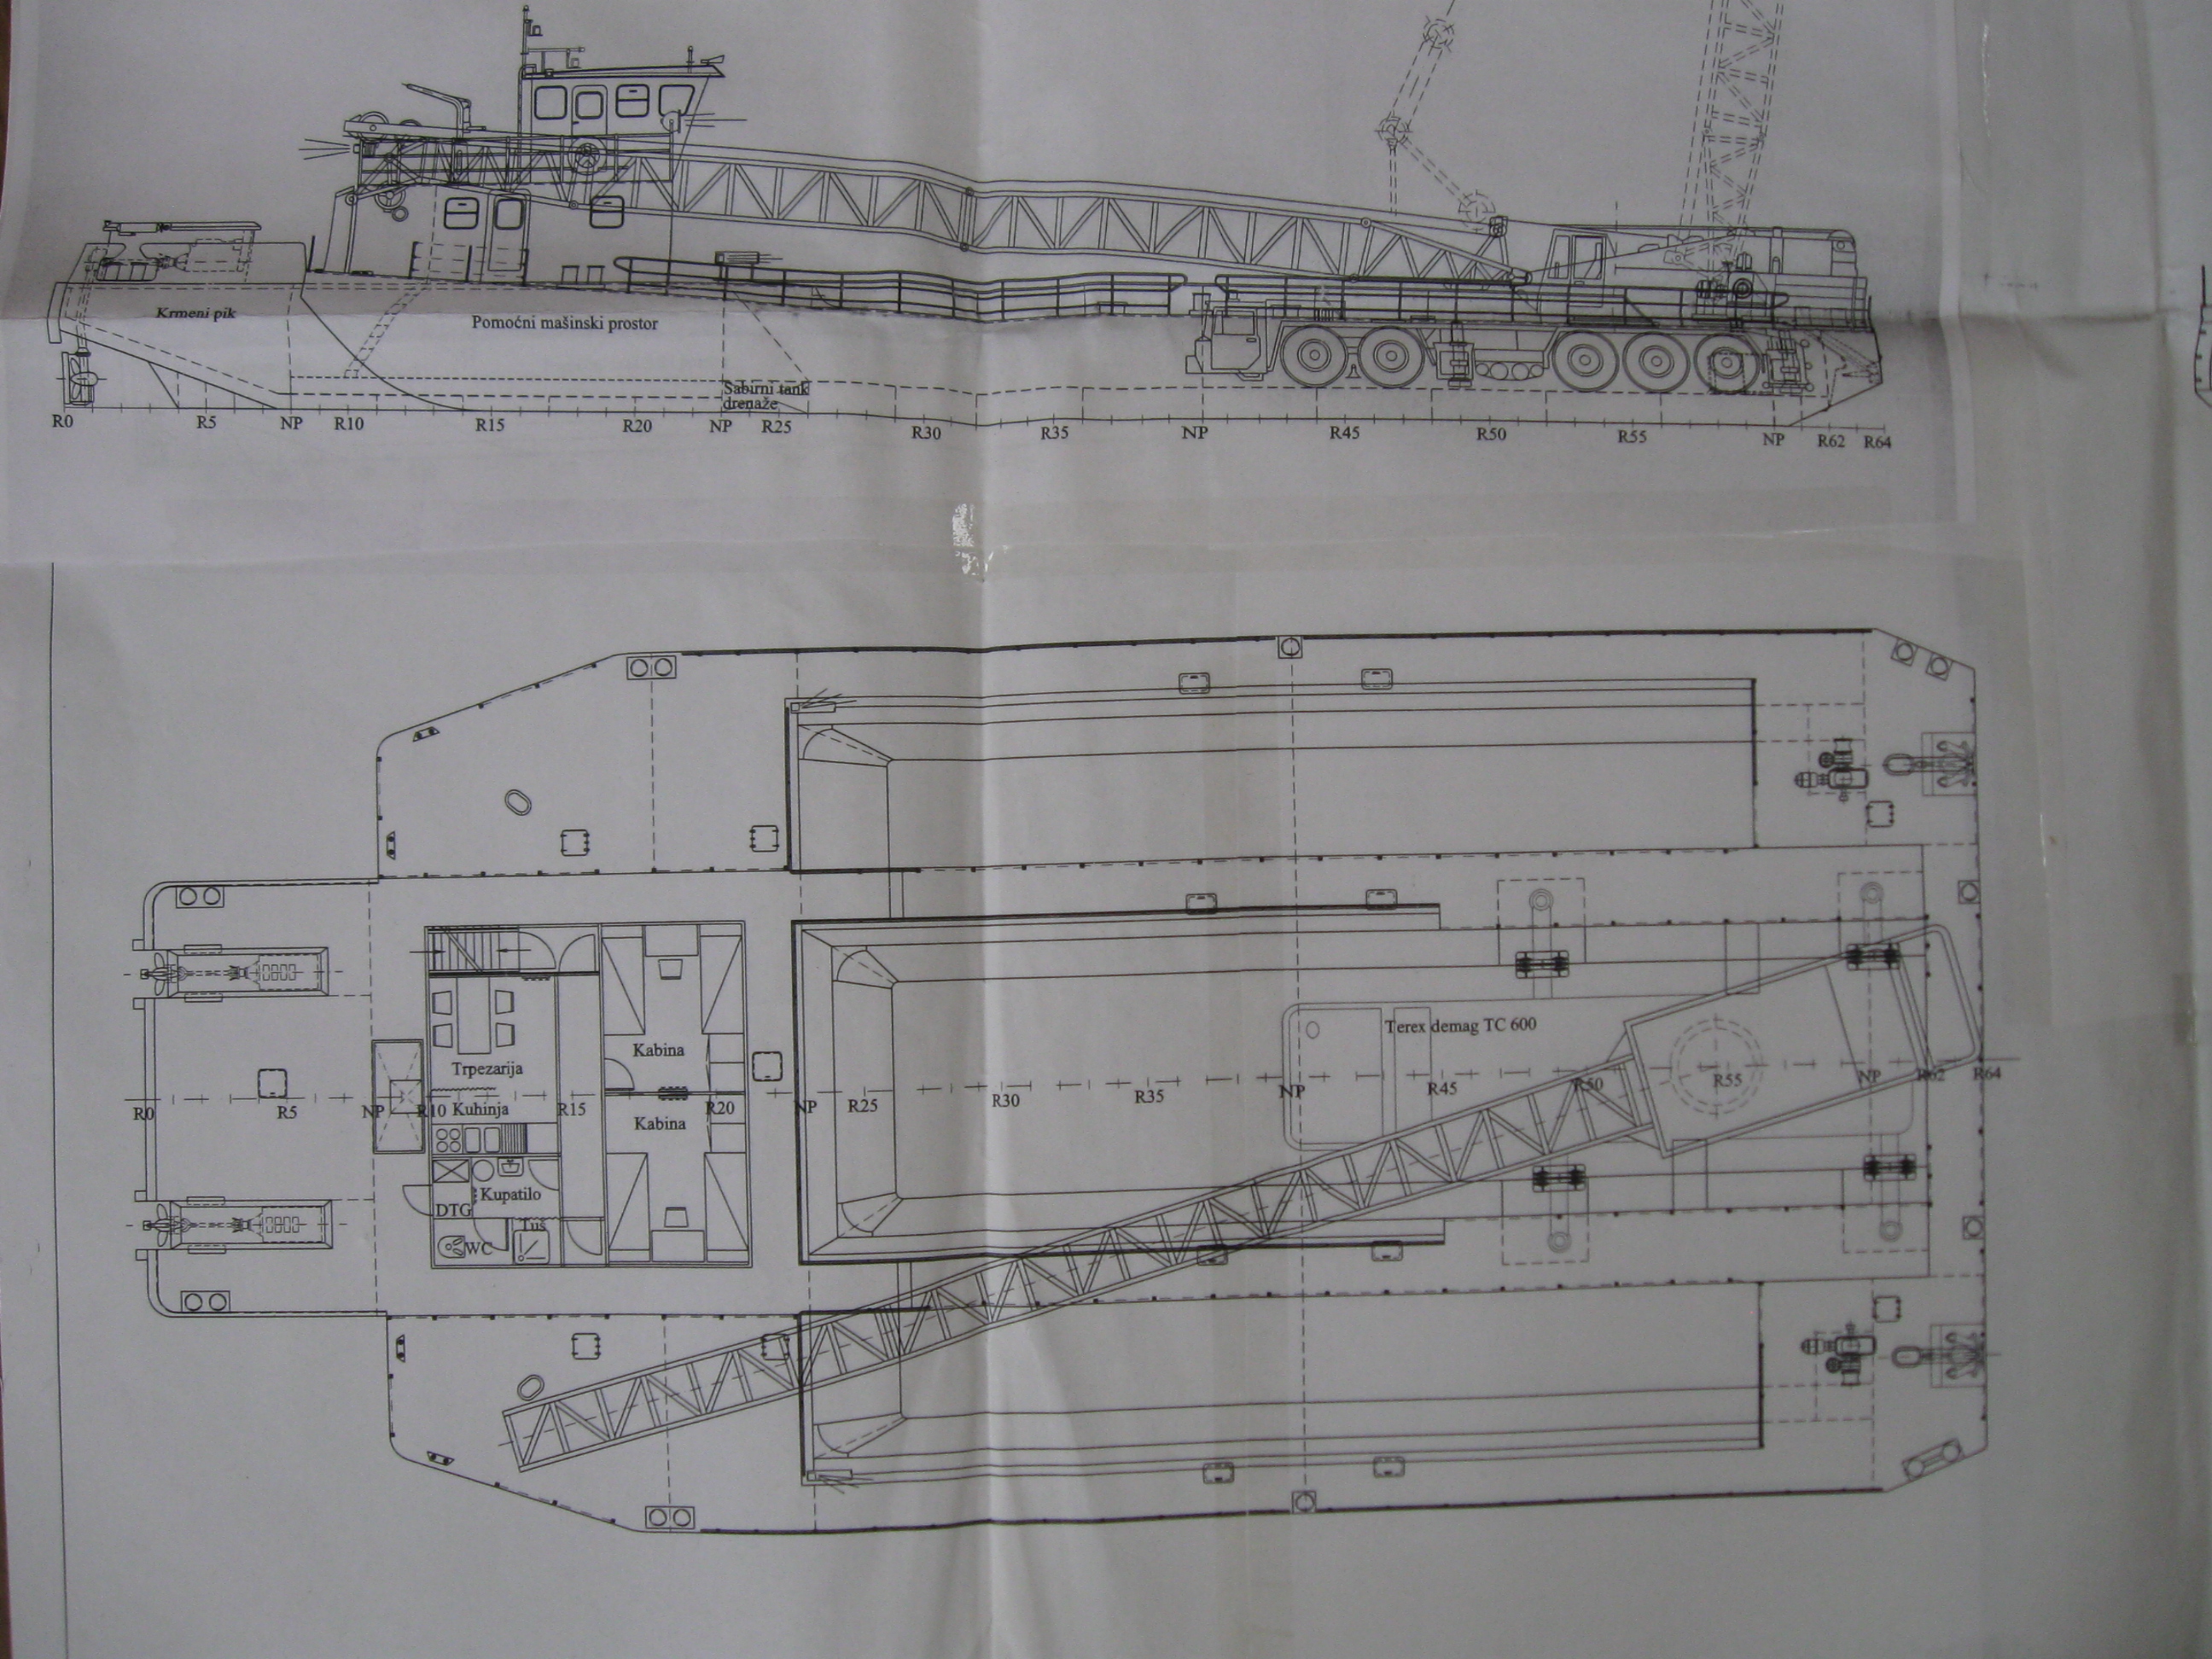 Krmeni pik
Pomoćni mašinski prostor
Sabirni tank
drenaže
R0 R5 NP R10 R15 R20 NP R25 R30 R35 NP R45 R50 R55 NP R62 R64
Terex demag TC 600
Kabina
Trpezarija
R0 R5 NP R10 Kuhinja R15 R20 NP R25 R30 R35 NP R45 R50 R55 NP R62 R64
Kabina
Kupatilo
DTG
Tuš
WC